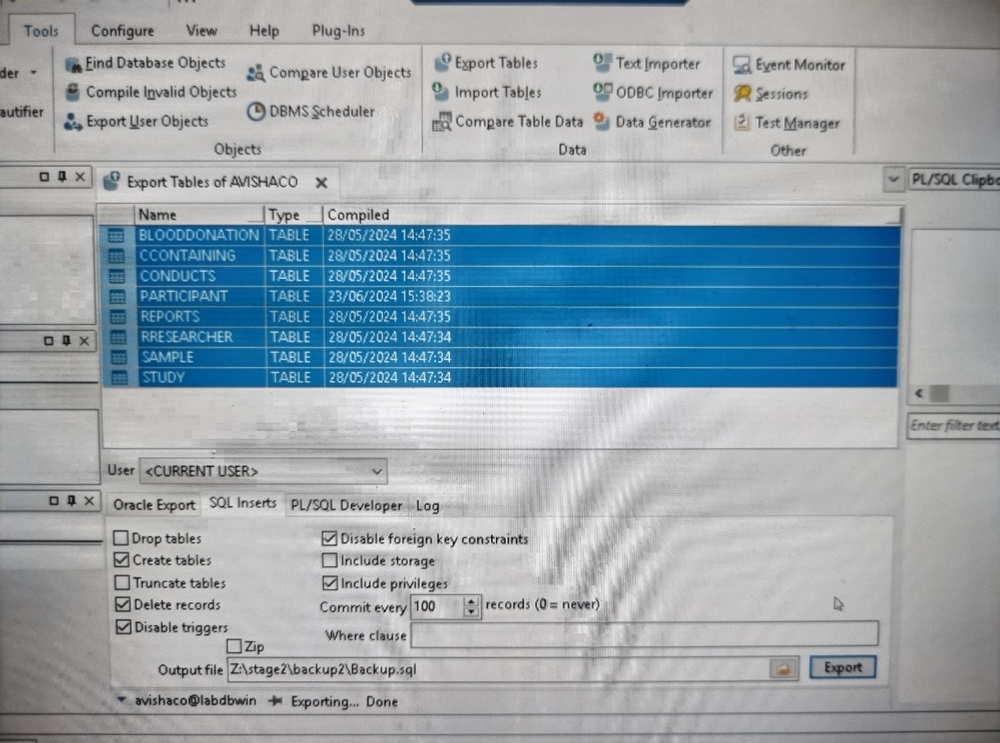 Tools Configure View Help Plug-Ins
Find Database Objects
Compile Invalid Objects
Export User Objects
Compare User Objects
DBMS Scheduler
Objects
Export Tables
Import Tables
Compare Table Data
Text Importer
ODBC Importer
Data Generator
Data
Event Monitor
Sessions
Test Manager
Other
der
autifier
Export Tables of AVISHACO
PL/SQL Clipbo
Name Type Compiled
BLOODDONATION TABLE 28/05/2024 14:47:35
CCONTAINING TABLE 28/05/2024 14:47:35
CONDUCTS TABLE 28/05/2024 14:47:35
PARTICIPANT TABLE 23/06/2024 15:38:23
REPORTS TABLE 28/05/2024 14:47:35
RRESEARCHER TABLE 28/05/2024 14:47:34
SAMPLE TABLE 28/05/2024 14:47:34
STUDY TABLE 28/05/2024 14:47:34
Enter filter text
User <CURRENT USER>
Oracle Export SQL Inserts PL/SQL Developer Log
Drop tables
Create tables
Truncate tables
Delete records
Disable triggers
Disable foreign key constraints
Include storage
Include privileges
Commit every 100 records (0 = never)
Where clause
Zip
Output file Z:\stage2\backup2\Backup.sql
Export
avishaco@labdbwin Exporting... Done